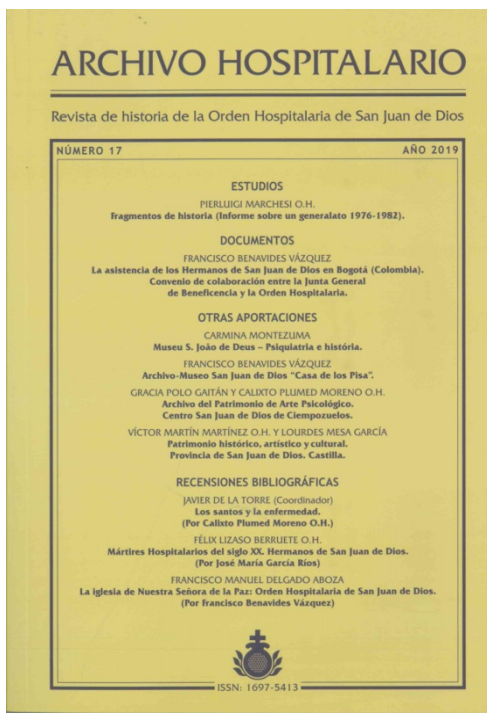 ARCHIVO HOSPITALARIO
Revista de historia de la Orden Hospitalaria de San Juan de Dios
NÚMERO 17 AÑO 2019
ESTUDIOS
PIERLUIGI MARCHESI O.H.
Fragmentos de historia (Informe sobre un generalato 1976-1982).
DOCUMENTOS
FRANCISCO BENAVIDES VÁZQUEZ
La asistencia de los Hermanos de San Juan de Dios en Bogotá (Colombia).
Convenio de colaboración entre la Junta General
de Beneficencia y la Orden Hospitalaria.
OTRAS APORTACIONES
CARMINA MONTEZUMA
Museu S. João de Deus – Psiquiatria e história.
FRANCISCO BENAVIDES VÁZQUEZ
Archivo-Museo San Juan de Dios "Casa de los Pisa".
GRACIA POLO GAITÁN Y CALIXTO PLUMED MORENO O.H.
Archivo del Patrimonio de Arte Psicológico.
Centro San Juan de Dios de Ciempozuelos.
VÍCTOR MARTÍN MARTÍNEZ O.H. Y LOURDES MESA GARCÍA
Patrimonio histórico, artístico y cultural.
Provincia de San Juan de Dios. Castilla.
RECENSIONES BIBLIOGRÁFICAS
JAVIER DE LA TORRE (Coordinador)
Los santos y la enfermedad.
(Por Calixto Plumed Moreno O.H.)
FÉLIX LIZASO BERRUETE O.H.
Mártires Hospitalarios del siglo XX. Hermanos de San Juan de Dios.
(Por José María García Ríos)
FRANCISCO MANUEL DELGADO ABOZA
La iglesia de Nuestra Señora de la Paz: Orden Hospitalaria de San Juan de Dios.
(Por Francisco Benavides Vázquez)
ISSN: 1697-5413